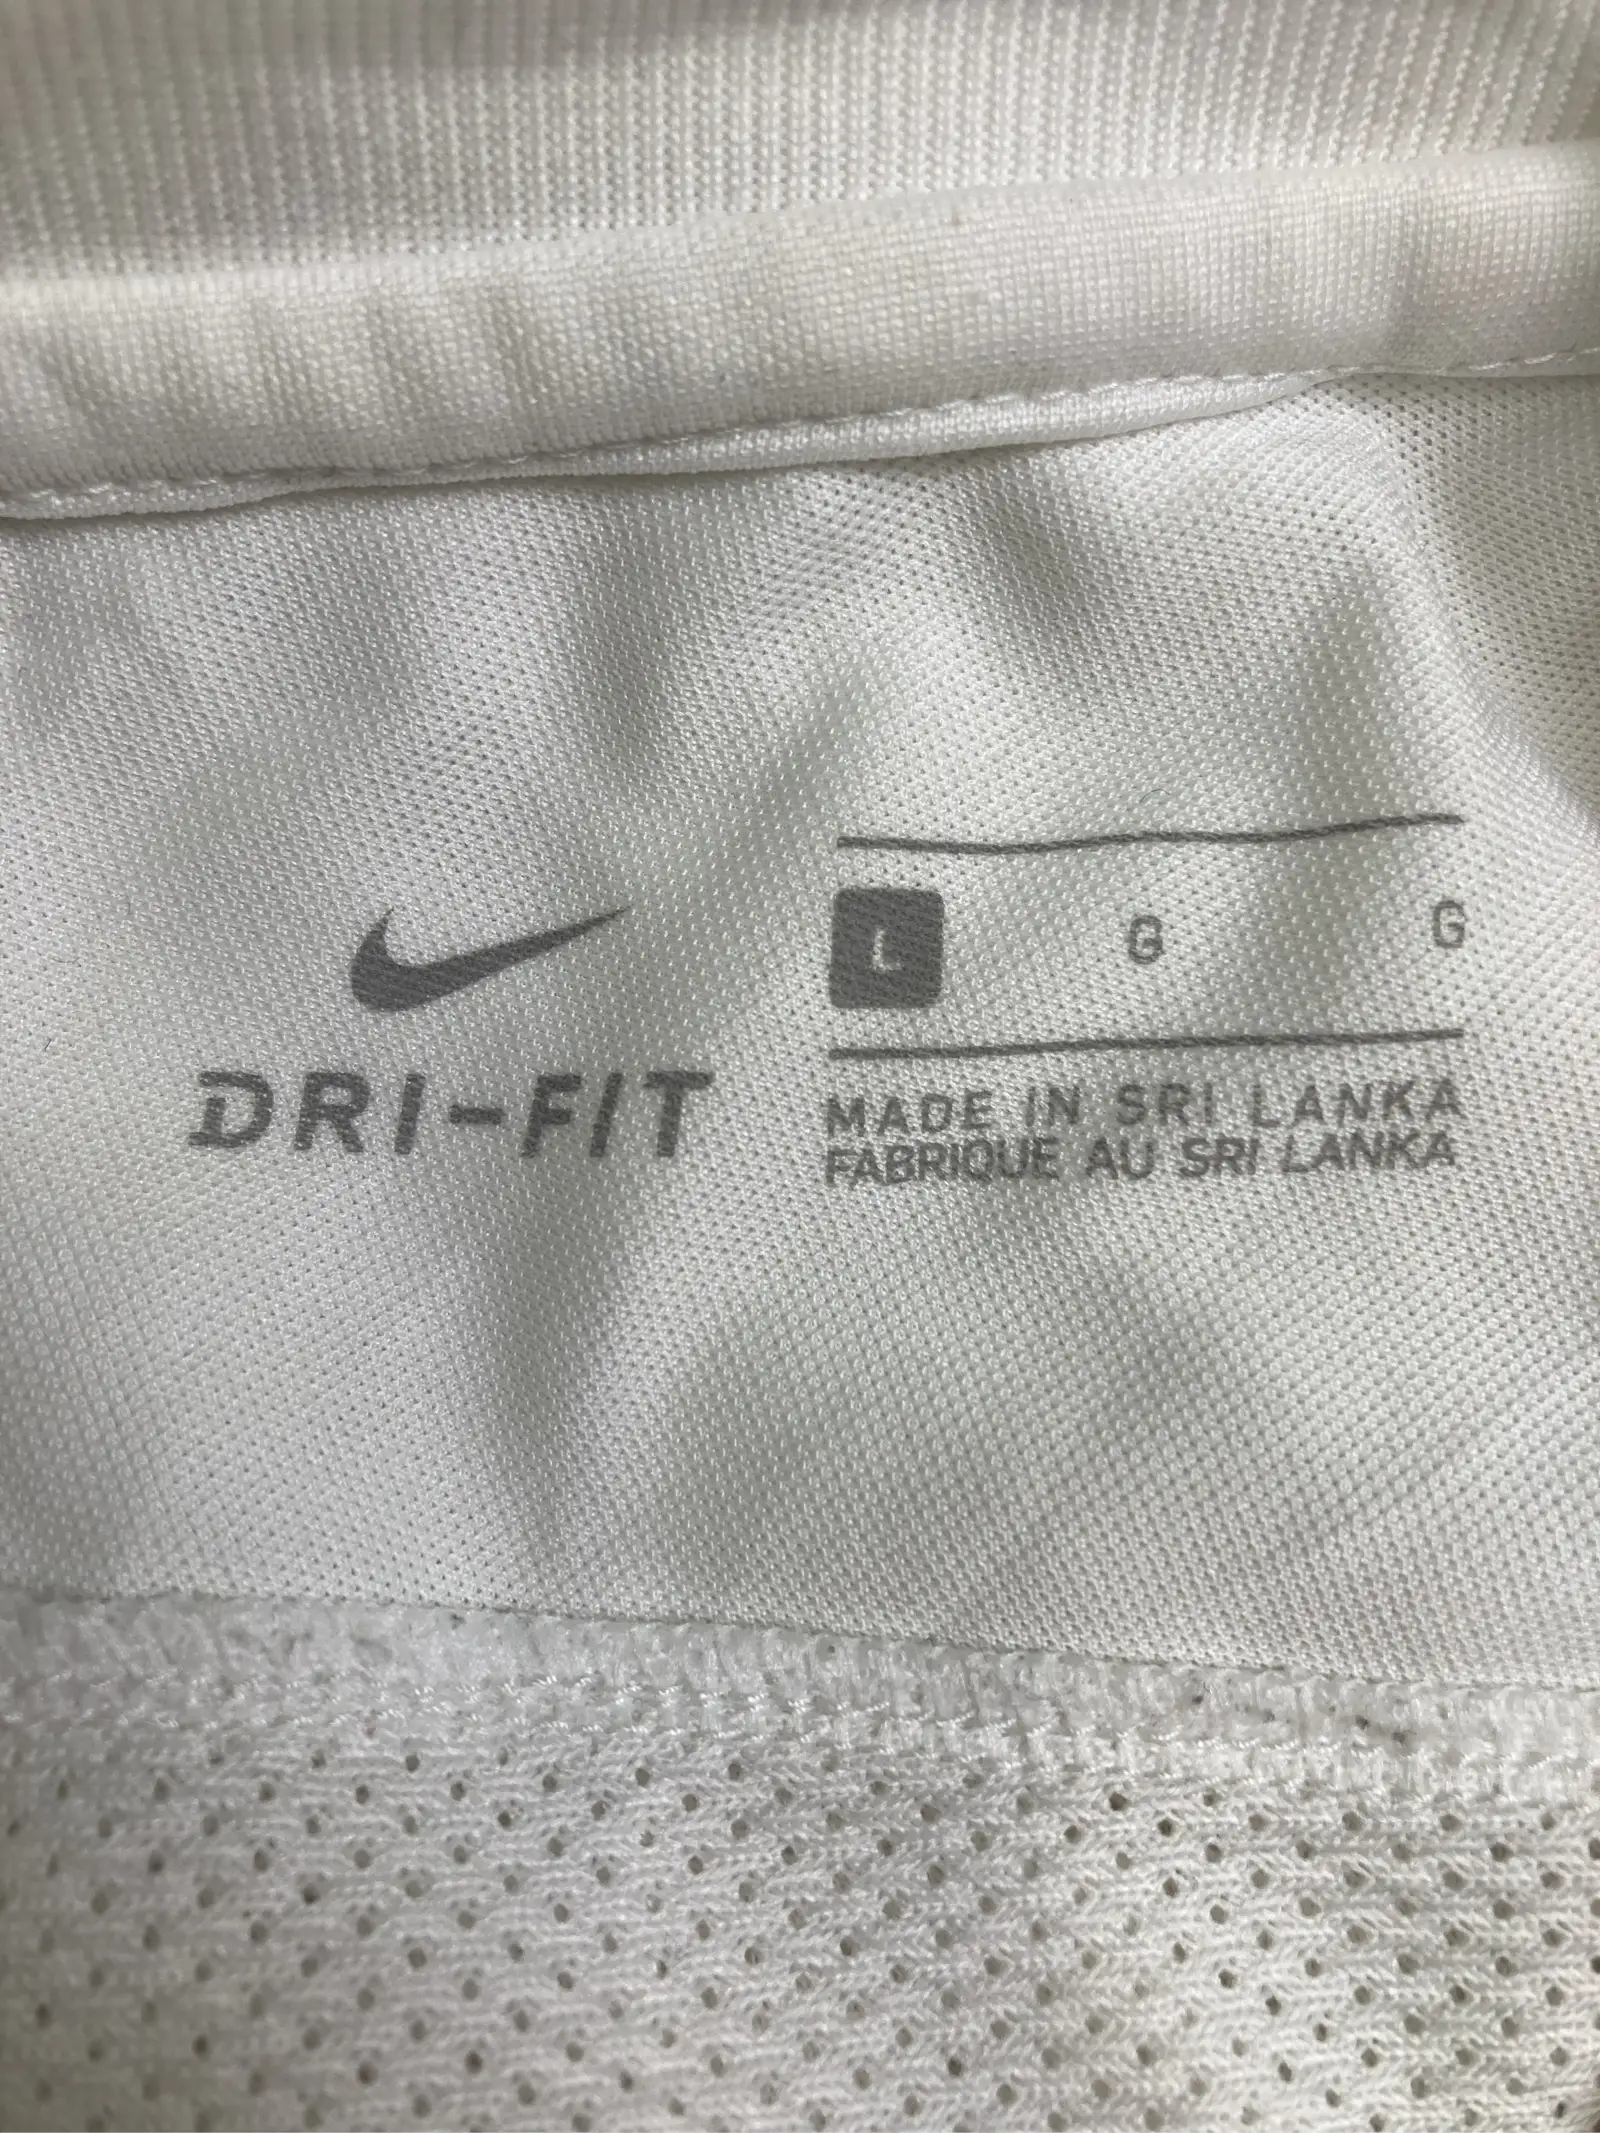 DRI-FIT
L G G
MADE IN SRI LANKA
FABRIQUE AU SRI LANKA